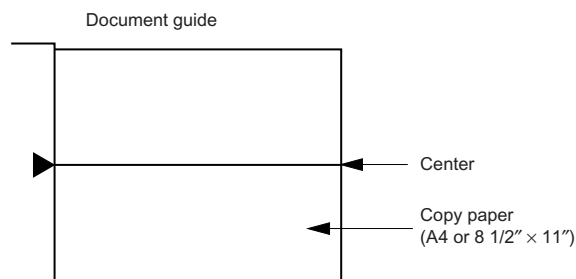 Document guide
Center
Copy paper
(A4 or 8 1/2″ × 11″)